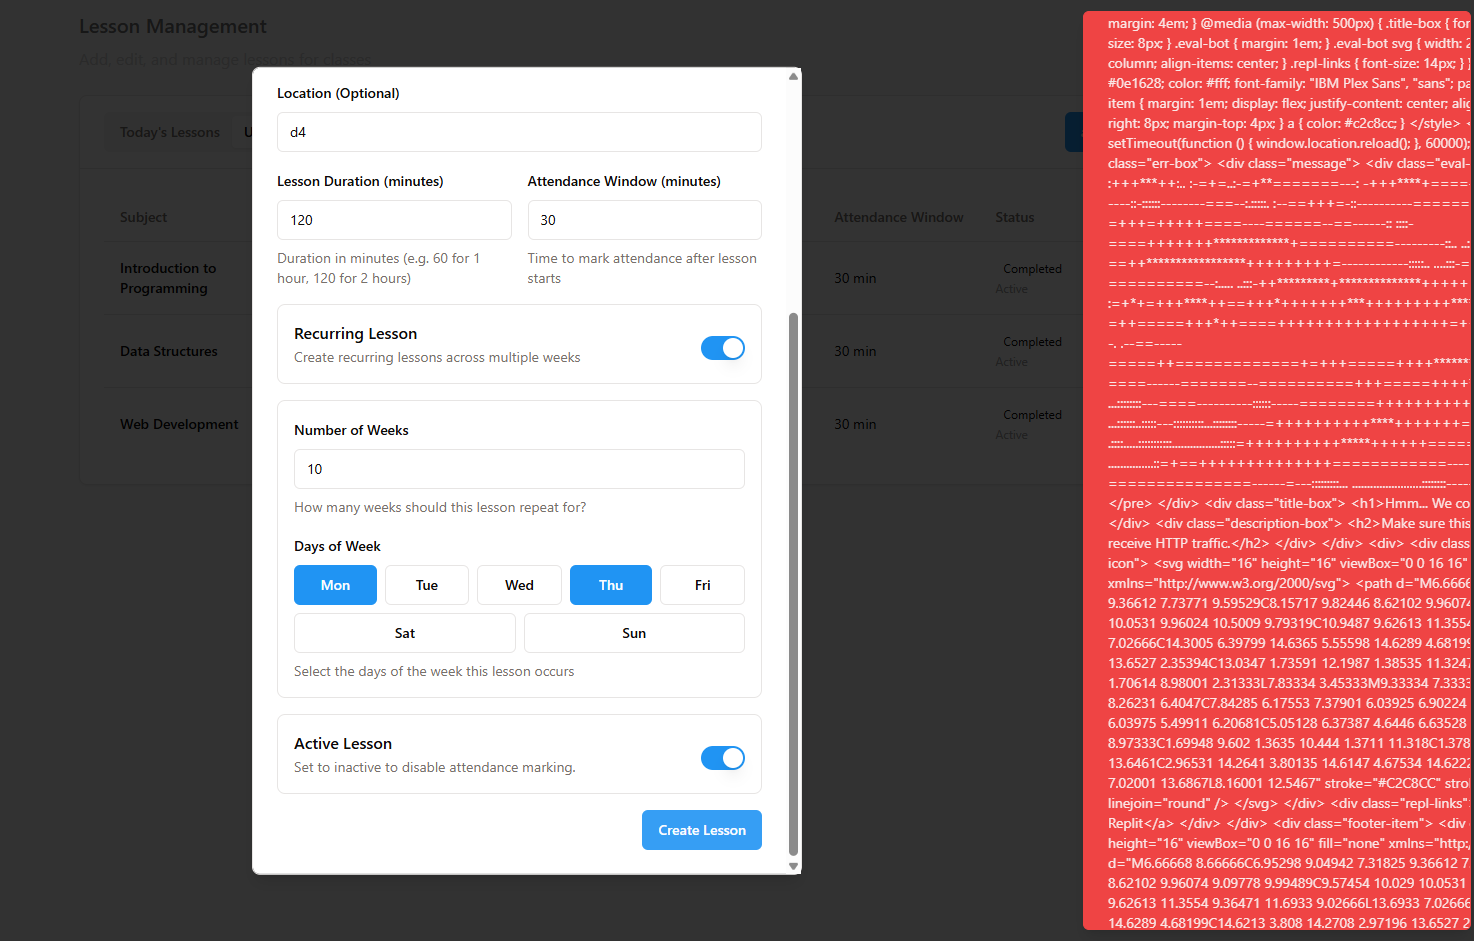 Lesson Management
Add, edit, and manage lessons for classes
Today's Lessons
U
Subject
Attendance Window
Status
Introduction to
Programming
30 min
Completed
Active
Data Structures
30 min
Completed
Active
Web Development
30 min
Completed
Active
Location (Optional)
d4
Lesson Duration (minutes)
Attendance Window (minutes)
120
30
Duration in minutes (e.g. 60 for 1
hour, 120 for 2 hours)
Time to mark attendance after lesson
starts
Recurring Lesson
Create recurring lessons across multiple weeks
Number of Weeks
10
How many weeks should this lesson repeat for?
Days of Week
Mon
Tue
Wed
Thu
Fri
Sat
Sun
Select the days of the week this lesson occurs
Active Lesson
Set to inactive to disable attendance marking.
Create Lesson
margin: 4em; } @media (max-width: 500px) { .title-box { fon
size: 8px; } .eval-bot { margin: 1em; } .eval-bot svg { width: 2
column; align-items: center; } .repl-links { font-size: 14px; } }
#0e1628; color: #fff; font-family: "IBM Plex Sans", "sans"; pa
item { margin: 1em; display: flex; justify-content: center; alig
right: 8px; margin-top: 4px; } a { color: #c2c8cc; } </style> <
setTimeout(function () { window.location.reload(); }, 60000);
class="err-box"> <div class="message"> <div class="eval-
</pre> </div> <div class="title-box"> <h1>Hmm... We co
</div> <div class="description-box"> <h2>Make sure this
receive HTTP traffic.</h2> </div> </div> <div> <div class
icon"> <svg width="16" height="16" viewBox="0 0 16 16"
xmlns="http://www.w3.org/2000/svg"> <path d="M6.6666
9.36612 7.73771 9.59529C8.15717 9.82446 8.62102 9.96074
10.0531 9.96024 10.5009 9.79319C10.9487 9.62613 11.3554
7.02666C14.3005 6.39799 14.6365 5.55598 14.6289 4.68199
13.6527 2.35394C13.0347 1.73591 12.1987 1.38535 11.3247
1.70614 8.98001 2.31333L7.83334 3.45333M9.33334 7.3333
8.26231 6.4047C7.84285 6.17553 7.37901 6.03925 6.90224
6.03975 5.49911 6.20681C5.05128 6.37387 4.6446 6.63528
8.97333C1.69948 9.602 1.3635 10.444 1.3711 11.318C1.378
13.6461C2.96531 14.2641 3.80135 14.6147 4.67534 14.6222
7.02001 13.6867L8.16001 12.5467" stroke="#C2C8CC" stro
linejoin="round" /> </svg> </div> <div class="repl-links"
Replit</a> </div> </div> <div class="footer-item"> <div
height="16" viewBox="0 0 16 16" fill="none" xmlns="http:
d="M6.66668 8.66666C6.95298 9.04942 7.31825 9.36612 7
8.62102 9.96074 9.09778 9.99489C9.57454 10.029 10.0531
9.62613 11.3554 9.36471 11.6933 9.02666L13.6933 7.02666
14.6289 4.68199C14.6213 3.808 14.2708 2.97196 13.6527 2